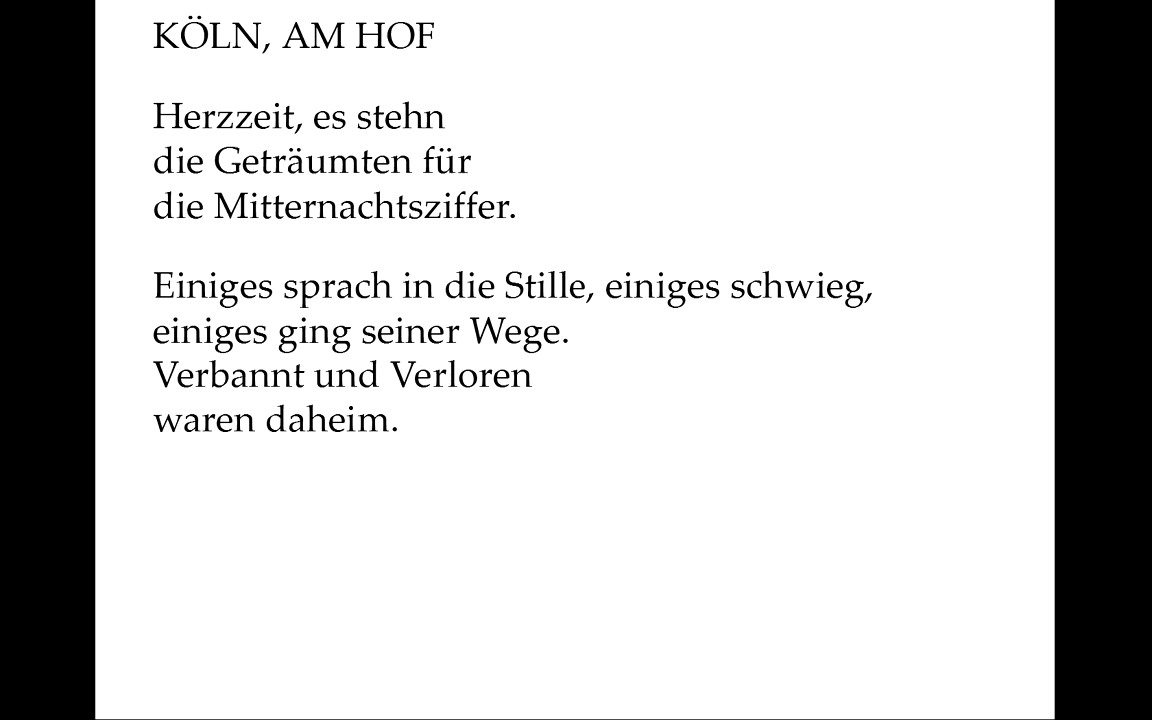 KÖLN, AM HOF
Herzzeit, es stehn
die Geträumten für
die Mitternachtsziffer.
Einiges sprach in die Stille, einiges schwieg,
einiges ging seiner Wege.
Verbannt und Verloren
waren daheim.